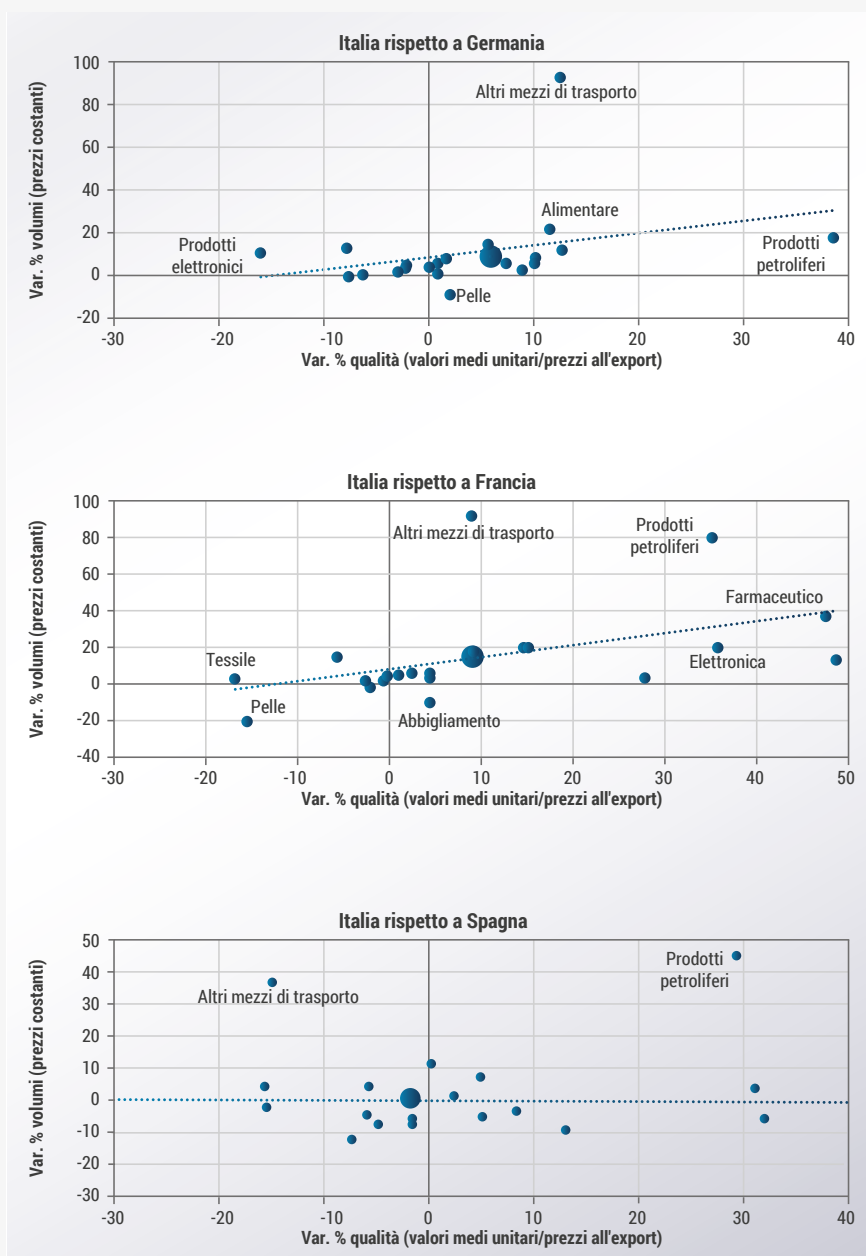 Italia rispetto a Germania
Var. % volumi (prezzi costanti)
100
80
60
40
20
0
-20
Altri mezzi di trasporto
Alimentare
Prodotti
elettronici
Prodotti
petroliferi
Pelle
-30
-20
-10
0
10
20
30
40
Var. % qualità (valori medi unitari/prezzi all'export)
Italia rispetto a Francia
Var. % volumi (prezzi costanti)
100
80
60
40
20
0
-20
-40
Altri mezzi di trasporto
Prodotti
petroliferi
Farmaceutico
Tessile
Elettronica
Pelle
Abbigliamento
-30
-20
-10
0
10
20
30
40
50
Var. % qualità (valori medi unitari/prezzi all'export)
Italia rispetto a Spagna
Var. % volumi (prezzi costanti)
50
40
30
20
10
0
-10
-20
-30
Prodotti
petroliferi
Altri mezzi di trasporto
-30
-20
-10
0
10
20
30
40
Var. % qualità (valori medi unitari/prezzi all'export)